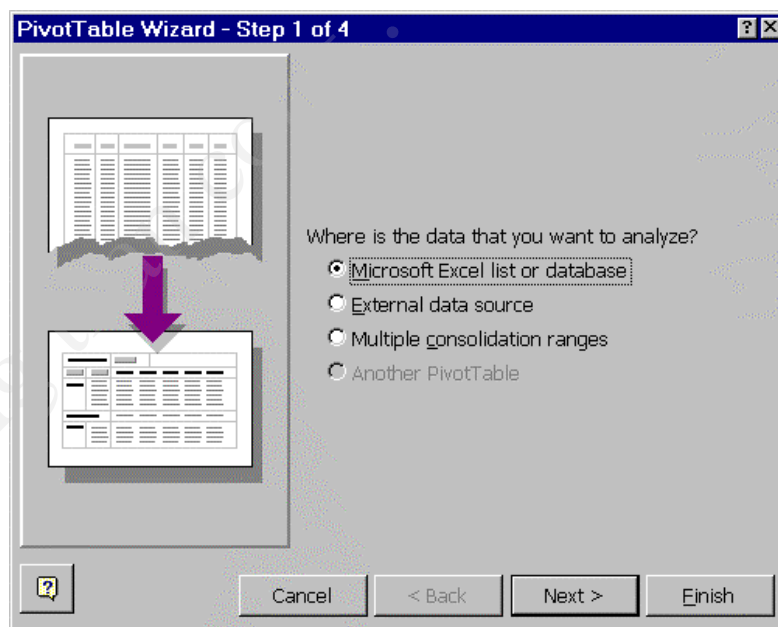 PivotTable Wizard - Step 1 of 4
Where is the data that you want to analyze?
Microsoft Excel list or database
External data source
Multiple consolidation ranges
Another PivotTable
Cancel
< Back
Next >
Finish